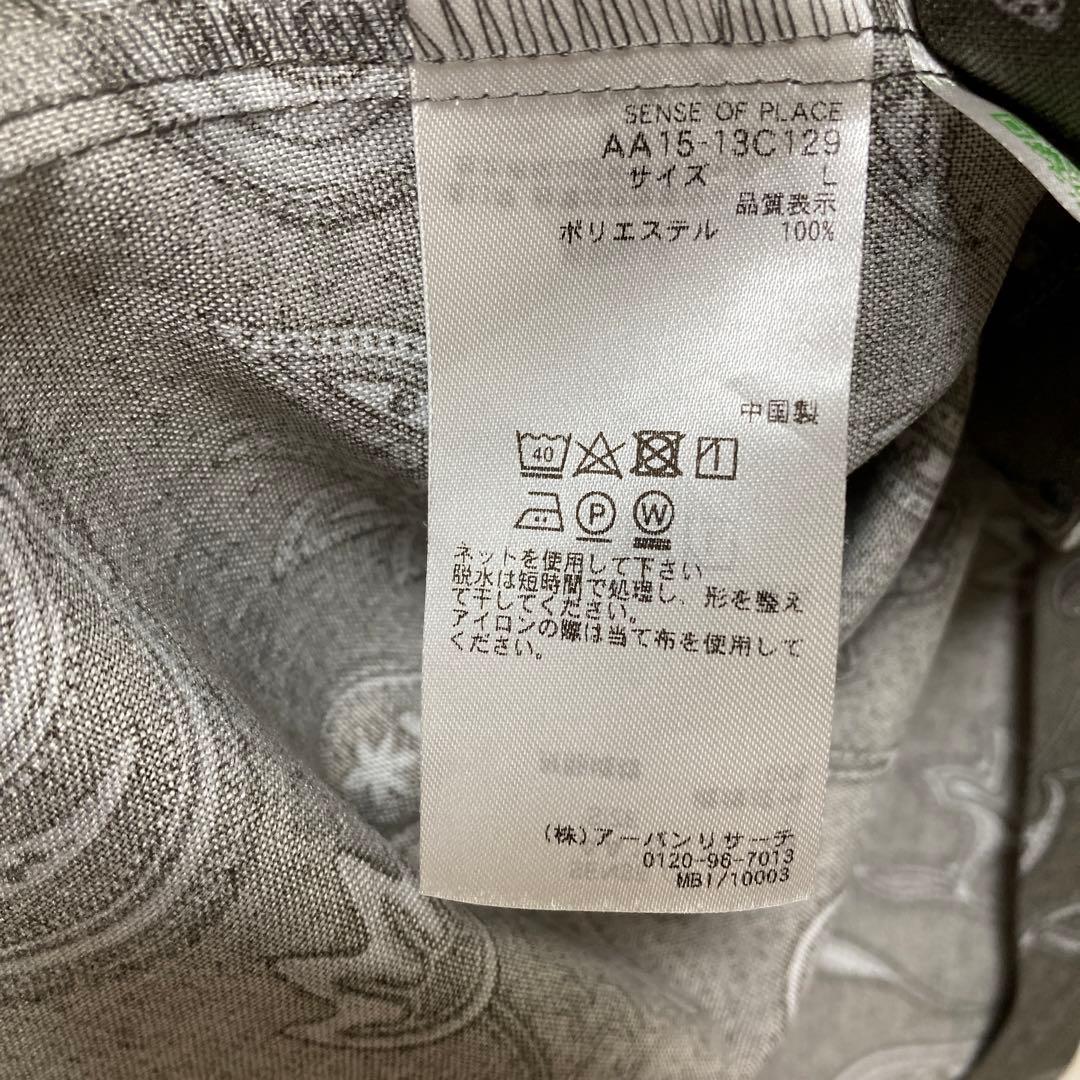 SENSE OF PLACE
AA15-13C129
サイズ L
品質表示
ポリエステル 100%
中国製
40
P W
ネットを使用して下さい
脱水は短時間で処理し、形を整え
て干してください。
アイロンの際は当て布を使用して
ください。
(株)アーバンリサーチ
0120-96-7013
MBI/10003